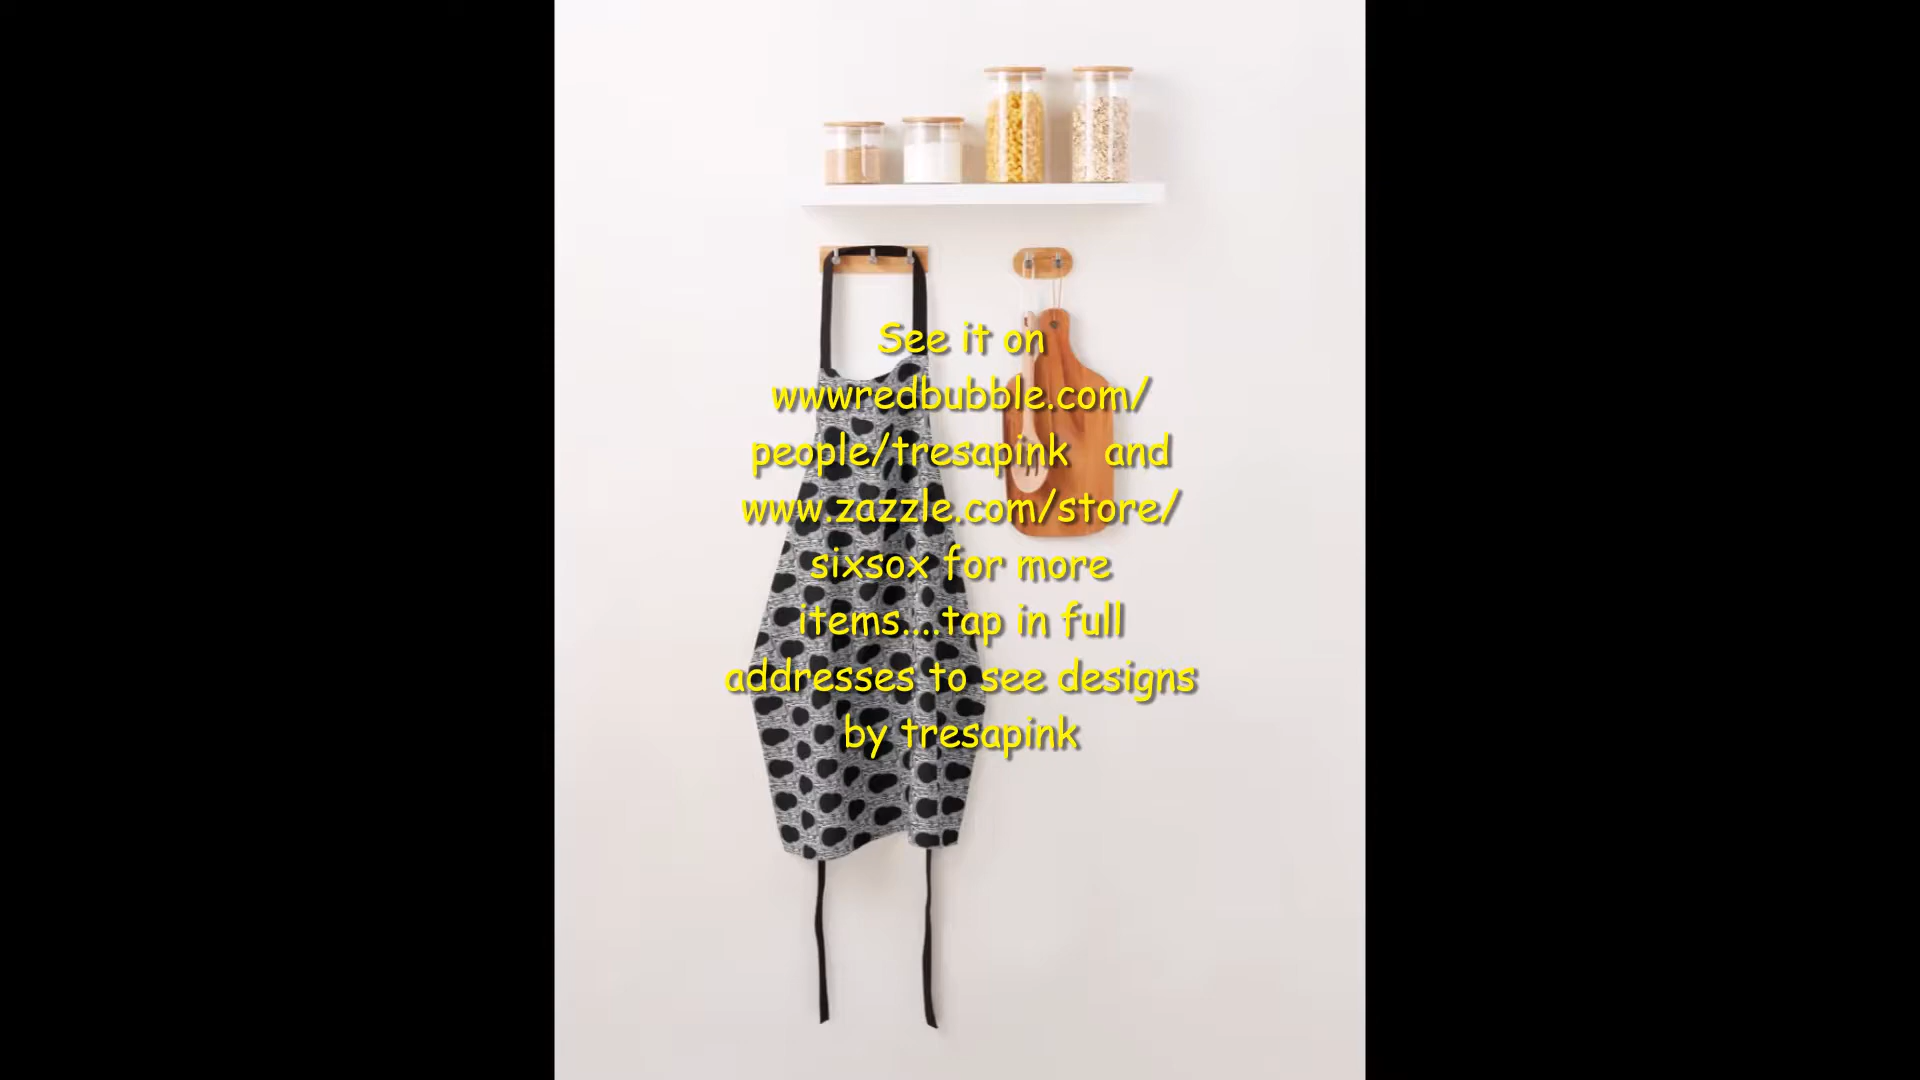 See it on
wwwredbubble.com/
people/tresapink   and
www.zazzle.com/store/
sixsox for more
items....tap in full
addresses to see designs
by tresapink